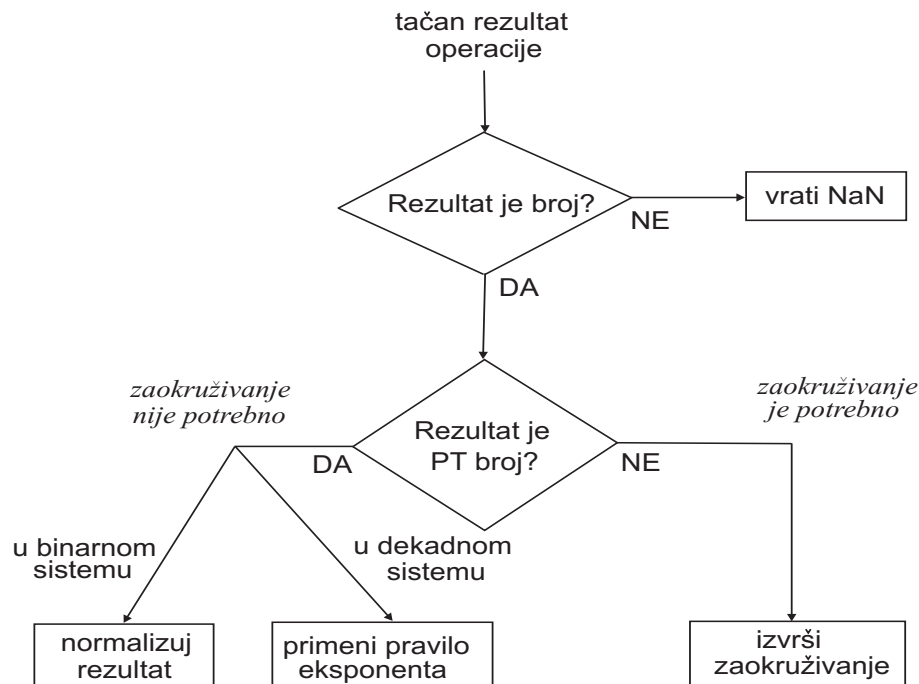 tačan rezultat
operacije
Rezultat je broj?
NE
vrati NaN
DA
zaokruživanje
nije potrebno
zaokruživanje
je potrebno
Rezultat je
PT broj?
DA
NE
u binarnom
sistemu
u dekadnom
sistemu
normalizuj
rezultat
primeni pravilo
eksponenta
izvrši
zaokruživanje